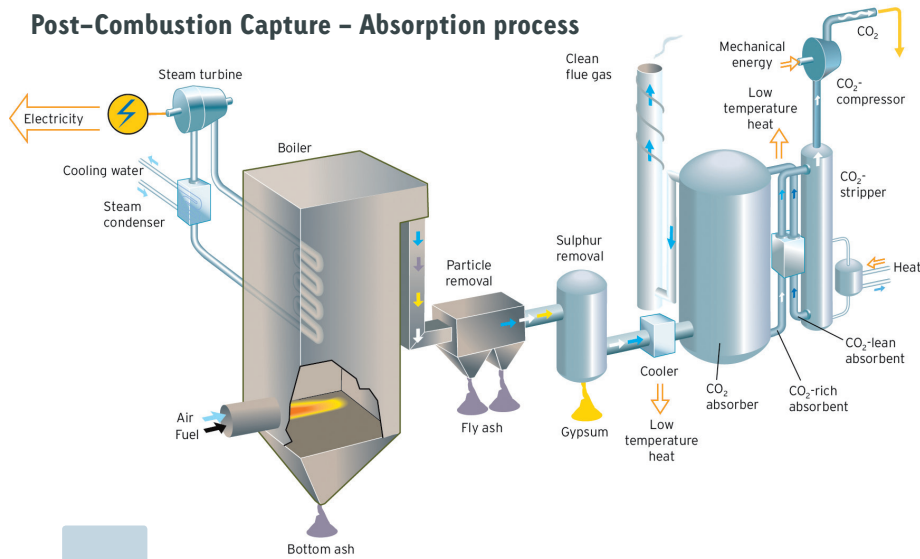 Post-Combustion Capture – Absorption process
Steam turbine
Electricity
Cooling water
Steam
condenser
Boiler
Air
Fuel
Bottom ash
Particle
removal
Fly ash
Sulphur
removal
Gypsum
Clean
flue gas
Cooler
Low
temperature
heat
CO₂
absorber
Mechanical
energy
CO₂
CO₂-
compressor
Low
temperature
heat
CO₂-
stripper
Heat
CO₂-lean
absorbent
CO₂-rich
absorbent